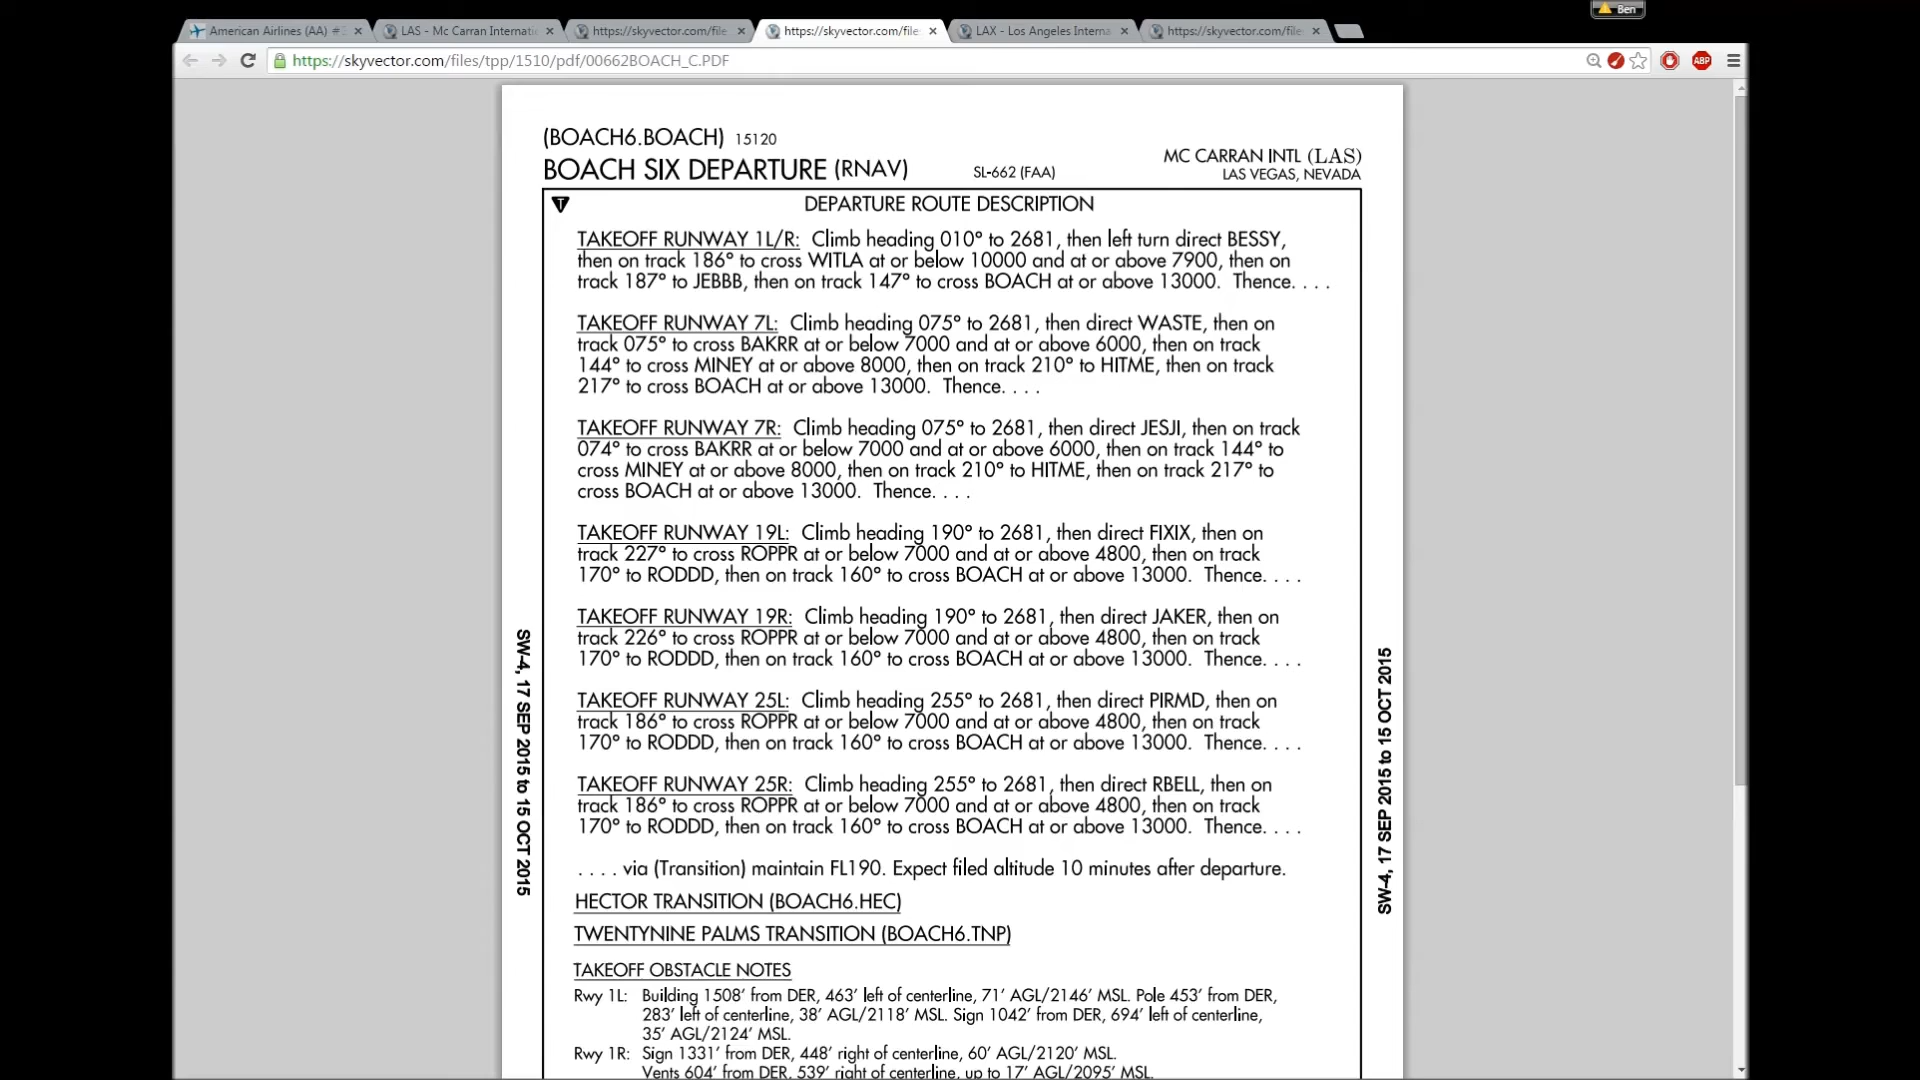 Ben
American Airlines (AA) #
LAS - Mc Carran Internati
https://skyvector.com/file
https://skyvector.com/file
LAX - Los Angeles Interna
https://skyvector.com/file
https://skyvector.com/files/tpp/1510/pdf/00662BOACH_C.PDF
ABP
(BOACH6.BOACH) 15120
BOACH SIX DEPARTURE (RNAV)
SL-662 (FAA)
MC CARRAN INTL (LAS)
LAS VEGAS, NEVADA
T
DEPARTURE ROUTE DESCRIPTION
TAKEOFF RUNWAY 1L/R: Climb heading 010° to 2681, then left turn direct BESSY,
then on track 186° to cross WITLA at or below 10000 and at or above 7900, then on
track 187° to JEBBB, then on track 147° to cross BOACH at or above 13000. Thence. . . .
TAKEOFF RUNWAY 7L: Climb heading 075° to 2681, then direct WASTE, then on
track 075° to cross BAKRR at or below 7000 and at or above 6000, then on track
144° to cross MINEY at or above 8000, then on track 210° to HITME, then on track
217° to cross BOACH at or above 13000. Thence. . . .
TAKEOFF RUNWAY 7R: Climb heading 075° to 2681, then direct JESJI, then on track
074° to cross BAKRR at or below 7000 and at or above 6000, then on track 144° to
cross MINEY at or above 8000, then on track 210° to HITME, then on track 217° to
cross BOACH at or above 13000. Thence. . . .
TAKEOFF RUNWAY 19L: Climb heading 190° to 2681, then direct FIXIX, then on
track 227° to cross ROPPR at or below 7000 and at or above 4800, then on track
170° to RODDD, then on track 160° to cross BOACH at or above 13000. Thence. . . .
TAKEOFF RUNWAY 19R: Climb heading 190° to 2681, then direct JAKER, then on
track 226° to cross ROPPR at or below 7000 and at or above 4800, then on track
170° to RODDD, then on track 160° to cross BOACH at or above 13000. Thence. . . .
TAKEOFF RUNWAY 25L: Climb heading 255° to 2681, then direct PIRMD, then on
track 186° to cross ROPPR at or below 7000 and at or above 4800, then on track
170° to RODDD, then on track 160° to cross BOACH at or above 13000. Thence. . . .
TAKEOFF RUNWAY 25R: Climb heading 255° to 2681, then direct RBELL, then on
track 186° to cross ROPPR at or below 7000 and at or above 4800, then on track
170° to RODDD, then on track 160° to cross BOACH at or above 13000. Thence. . . .
. . . . via (Transition) maintain FL190. Expect filed altitude 10 minutes after departure.
HECTOR TRANSITION (BOACH6.HEC)
TWENTYNINE PALMS TRANSITION (BOACH6.TNP)
TAKEOFF OBSTACLE NOTES
Rwy 1L: Building 1508' from DER, 463' left of centerline, 71' AGL/2146' MSL. Pole 453' from DER,
283' left of centerline, 38' AGL/2118' MSL. Sign 1042' from DER, 694' left of centerline,
35' AGL/2124' MSL.
Rwy 1R: Sign 1331' from DER, 448' right of centerline, 60' AGL/2120' MSL.
Vents 604' from DER, 539' right of centerline, up to 17' AGL/2095' MSL.
SW-4, 17 SEP 2015 to 15 OCT 2015
SW-4, 17 SEP 2015 to 15 OCT 2015